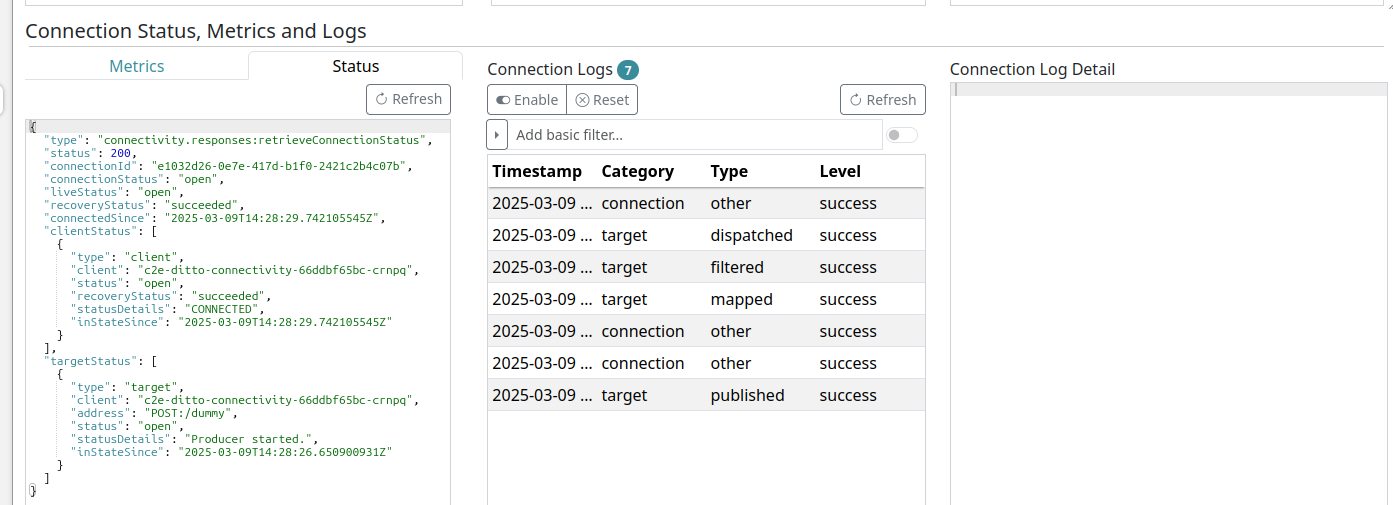 Connection Status, Metrics and Logs
Metrics
Status
Refresh
{
"type": "connectivity.responses:retrieveConnectionStatus",
"status": 200,
"connectionId": "e1032d26-0e7e-417d-b1f0-2421c2b4c07b",
"connectionStatus": "open",
"liveStatus": "open",
"recoveryStatus": "succeeded",
"connectedSince": "2025-03-09T14:28:29.742105545Z",
"clientStatus": [
{
"type": "client",
"client": "c2e-ditto-connectivity-66ddbf65bc-crnpq",
"status": "open",
"recoveryStatus": "succeeded",
"statusDetails": "CONNECTED",
"inStateSince": "2025-03-09T14:28:29.742105545Z"
}
],
"targetStatus": [
{
"type": "target",
"client": "c2e-ditto-connectivity-66ddbf65bc-crnpq",
"address": "POST:/dummy",
"status": "open",
"statusDetails": "Producer started.",
"inStateSince": "2025-03-09T14:28:26.650900931Z"
}
]
}
Connection Logs 7
Enable Reset Refresh
Add basic filter...
Timestamp Category Type Level
2025-03-09 ... connection other success
2025-03-09 ... target dispatched success
2025-03-09 ... target filtered success
2025-03-09 ... target mapped success
2025-03-09 ... connection other success
2025-03-09 ... connection other success
2025-03-09 ... target published success
Connection Log Detail